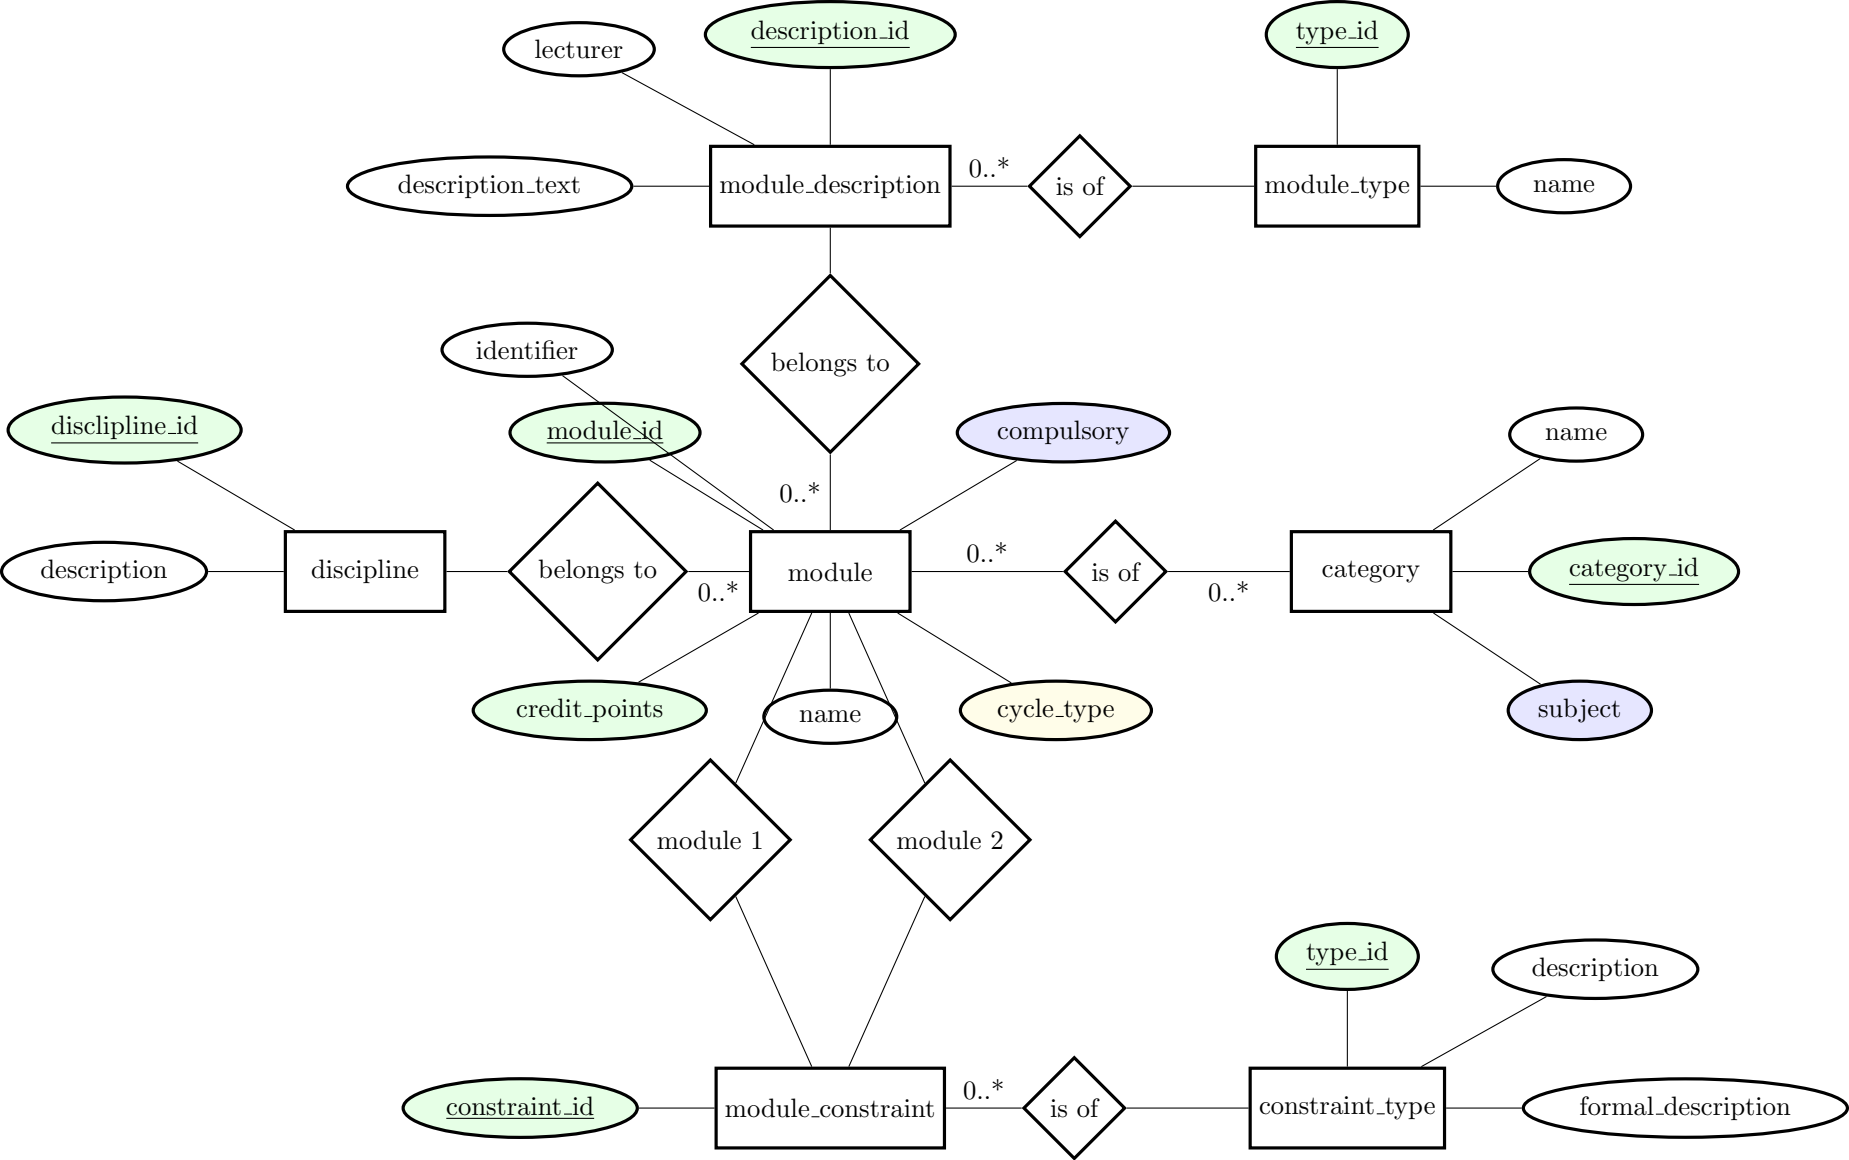 description_id
type_id
lecturer
description_text
module_description
0..*
is of
module_type
name
identifier
belongs to
disclipline_id
module_id
compulsory
name
0..*
description
discipline
belongs to
0..*
module
0..*
is of
0..*
category
category_id
credit_points
name
cycle_type
subject
module 1
module 2
type_id
description
constraint_id
module_constraint
0..*
is of
constraint_type
formal_description